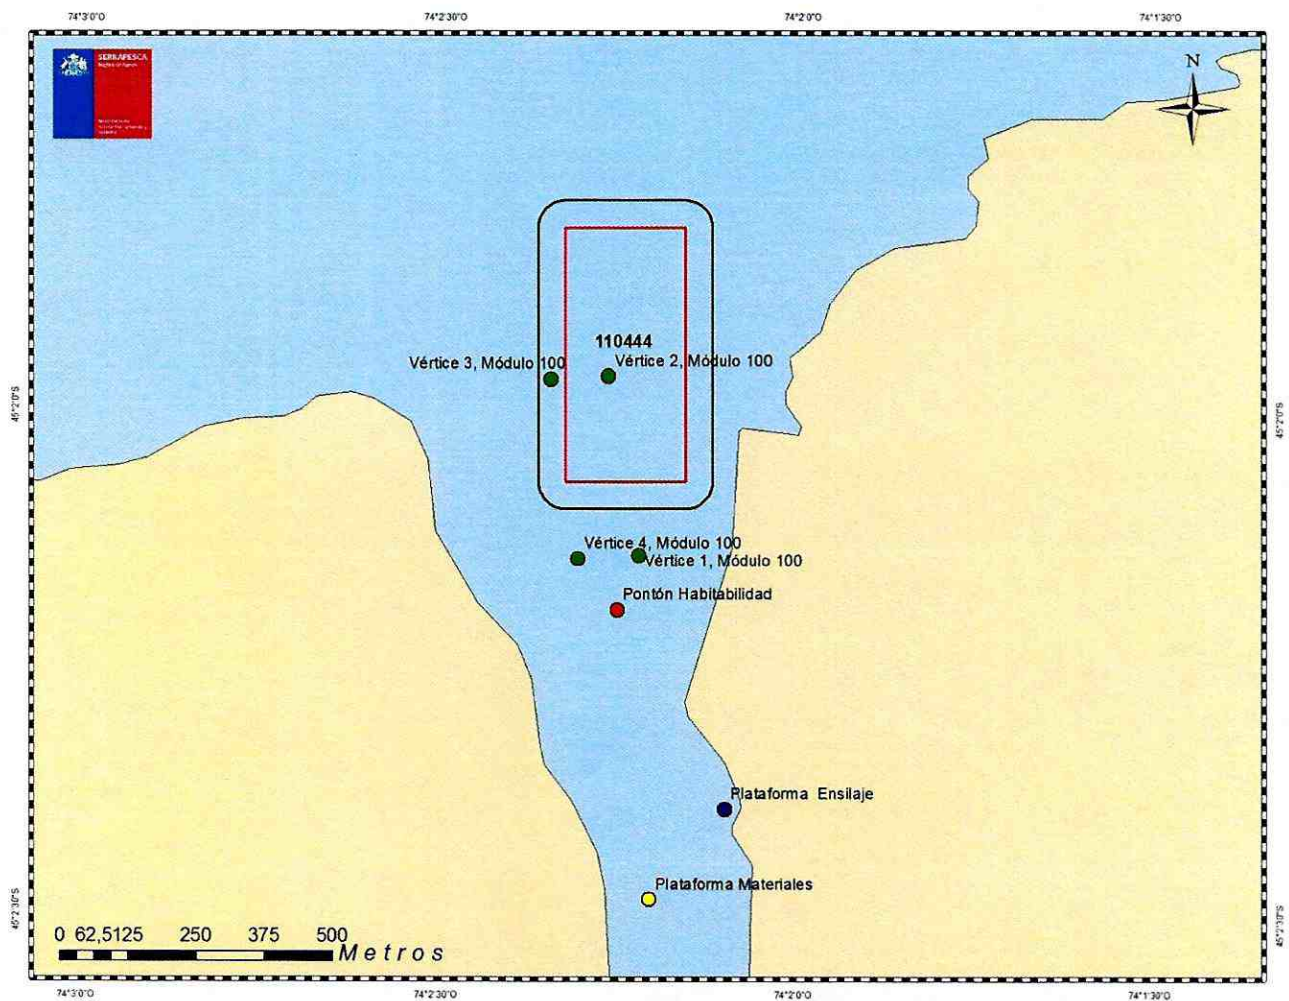 74°3'0"O
74°2'30"O
74°2'0"O
74°1'30"O
SERNAPESCA
N
110444
Vértice 3, Módulo 100
Vértice 2, Módulo 100
45°2'0"S
45°2'0"S
Vértice 4, Módulo 100
Vértice 1, Módulo 100
Pontón Habitabilidad
Plataforma Ensilaje
Plataforma Materiales
45°2'30"S
45°2'30"S
0 62,5125 250 375 500
Metros
74°3'0"O
74°2'30"O
74°2'0"O
74°1'30"O